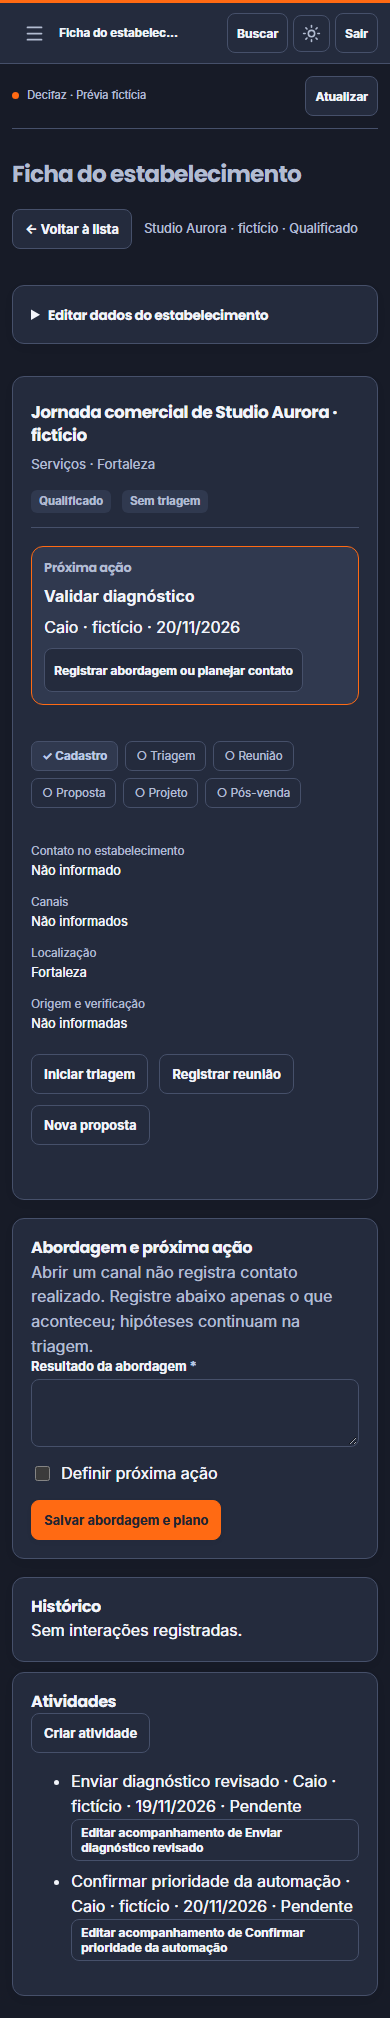 Ficha do estabelec...
Buscar
Sair
Decifaz · Prévia fictícia
Atualizar
Ficha do estabelecimento
← Voltar à lista
Studio Aurora · fictício · Qualificado
▶ Editar dados do estabelecimento
Jornada comercial de Studio Aurora ·
fictício
Serviços · Fortaleza
Qualificado
Sem triagem
Próxima ação
Validar diagnóstico
Caio · fictício · 20/11/2026
Registrar abordagem ou planejar contato
✓ Cadastro
○ Triagem
○ Reunião
○ Proposta
○ Projeto
○ Pós-venda
Contato no estabelecimento
Não informado
Canais
Não informados
Localização
Fortaleza
Origem e verificação
Não informadas
Iniciar triagem
Registrar reunião
Nova proposta
Abordagem e próxima ação
Abrir um canal não registra contato
realizado. Registre abaixo apenas o que
aconteceu; hipóteses continuam na
triagem.
Resultado da abordagem *
Definir próxima ação
Salvar abordagem e plano
Histórico
Sem interações registradas.
Atividades
Criar atividade
• Enviar diagnóstico revisado · Caio ·
fictício · 19/11/2026 · Pendente
Editar acompanhamento de Enviar
diagnóstico revisado
• Confirmar prioridade da automação ·
Caio · fictício · 20/11/2026 · Pendente
Editar acompanhamento de Confirmar
prioridade da automação